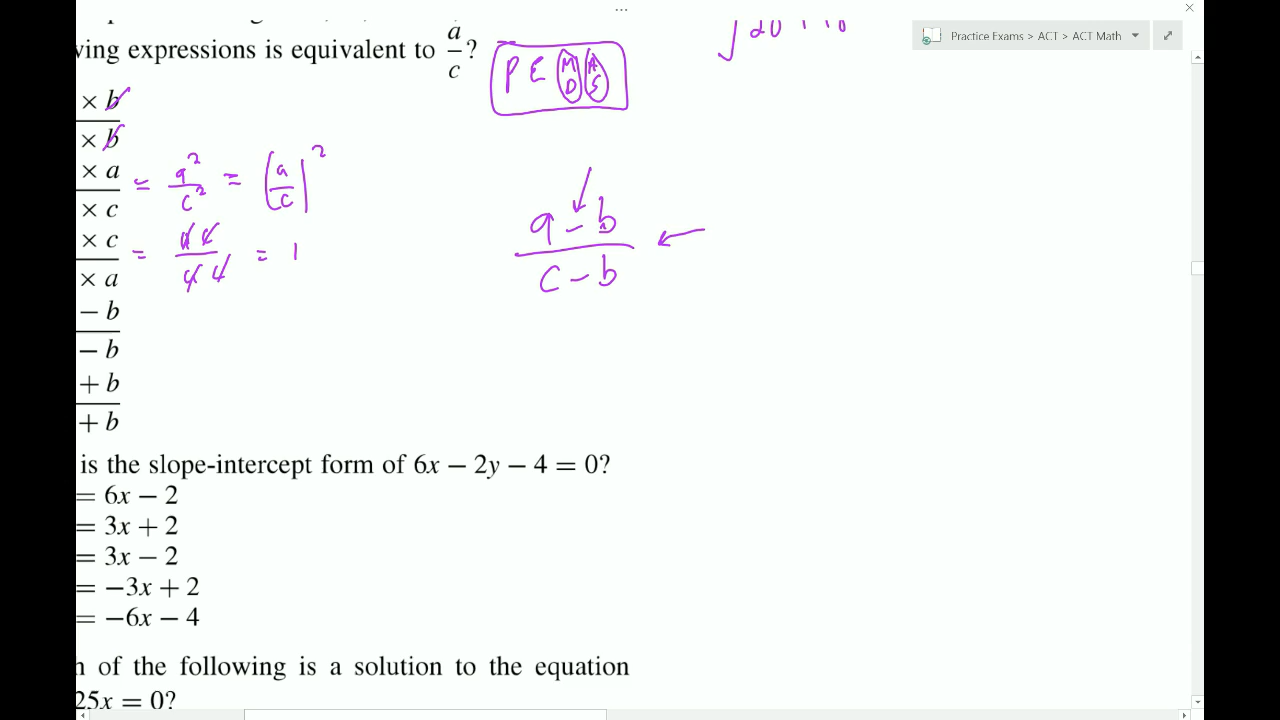 ving expressions is equivalent to a/c?
Practice Exams > ACT > ACT Math
P E M D A S
× b
× b
× a = a² / c² = (a/c)²
× c
× c = = 1
× a
a − b
c − b
− b
− b
+ b
+ b
is the slope-intercept form of 6x − 2y − 4 = 0?
= 6x − 2
= 3x + 2
= 3x − 2
= −3x + 2
= −6x − 4
of the following is a solution to the equation
25x = 0?